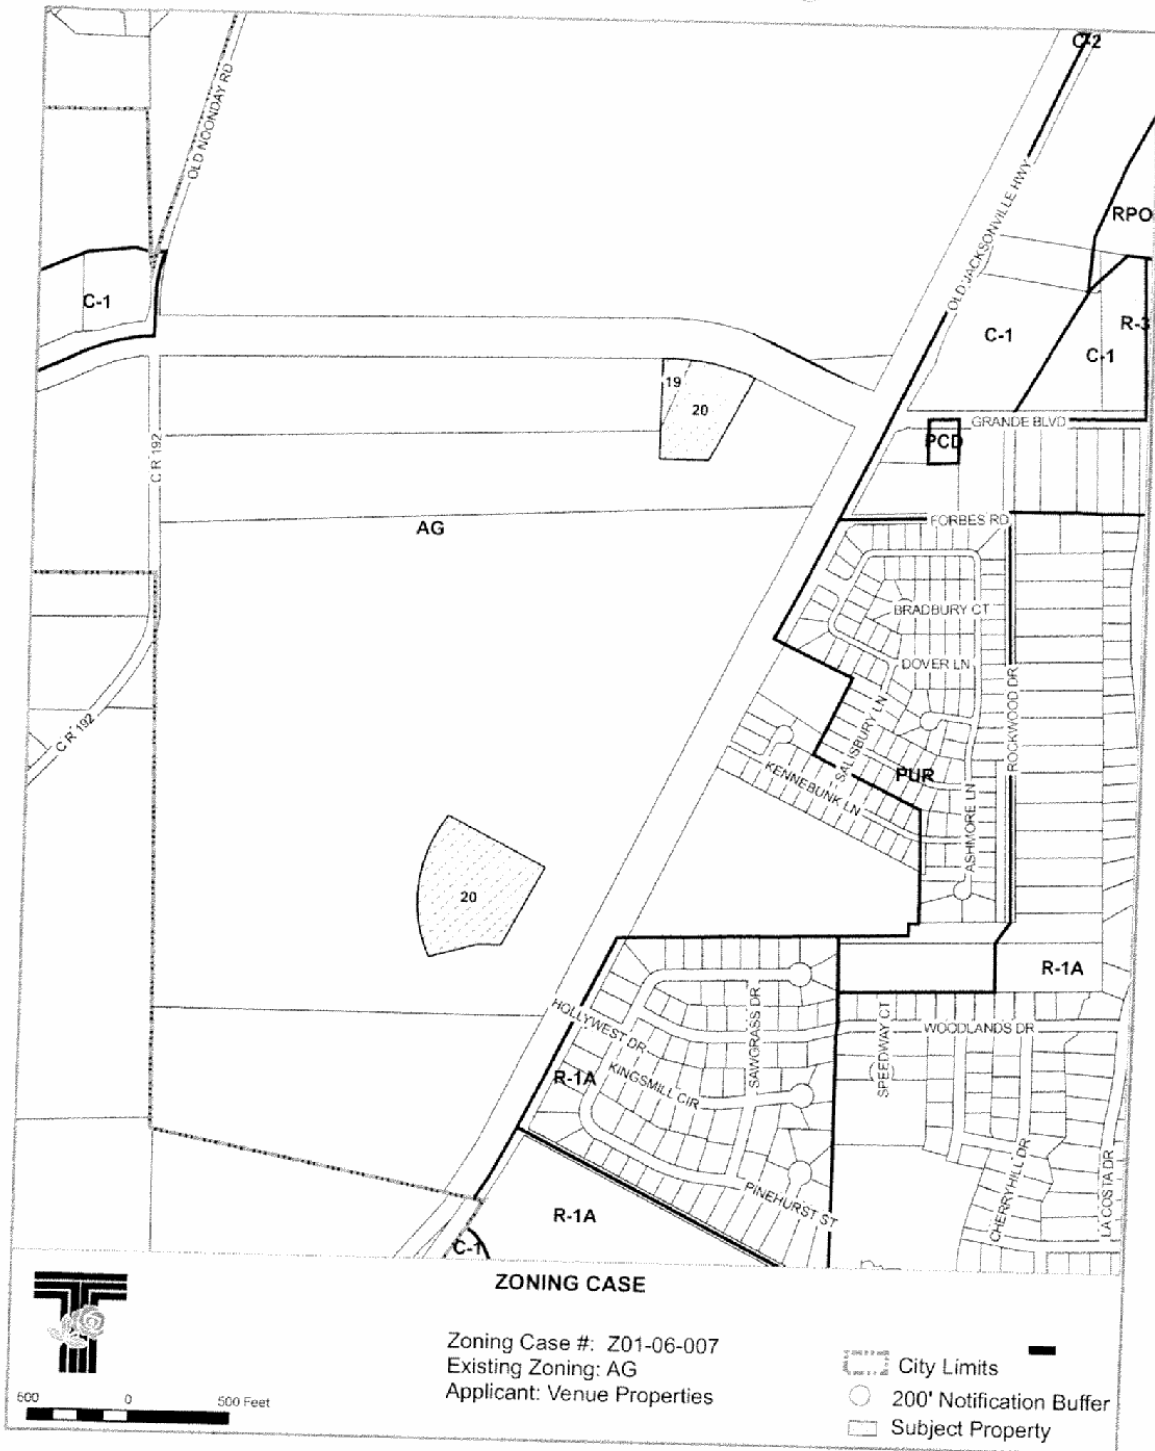 C-2
OLD NOONDAY RD
OLD JACKSONVILLE HWY
RPO
C-1
R-3
C-1
C-1
19
20
GRANDE BLVD
PCD
C R 192
FORBES RD
AG
BRADBURY CT
DOVER LN
ROCKWOOD DR
SALISBURY LN
C R 192
KENNEBUNK LN
PUR
ASHMORE LN
20
R-1A
HOLLYWEST DR
SAWGRASS DR
SPEEDWAY CT
WOODLANDS DR
R-1A
KINGSMILL CIR
PINEHURST ST
CHERRYHILL DR
LA COSTA DR
R-1A
C-1
ZONING CASE
Zoning Case #: Z01-06-007
Existing Zoning: AG
Applicant: Venue Properties
500 0 500 Feet
City Limits
200' Notification Buffer
Subject Property